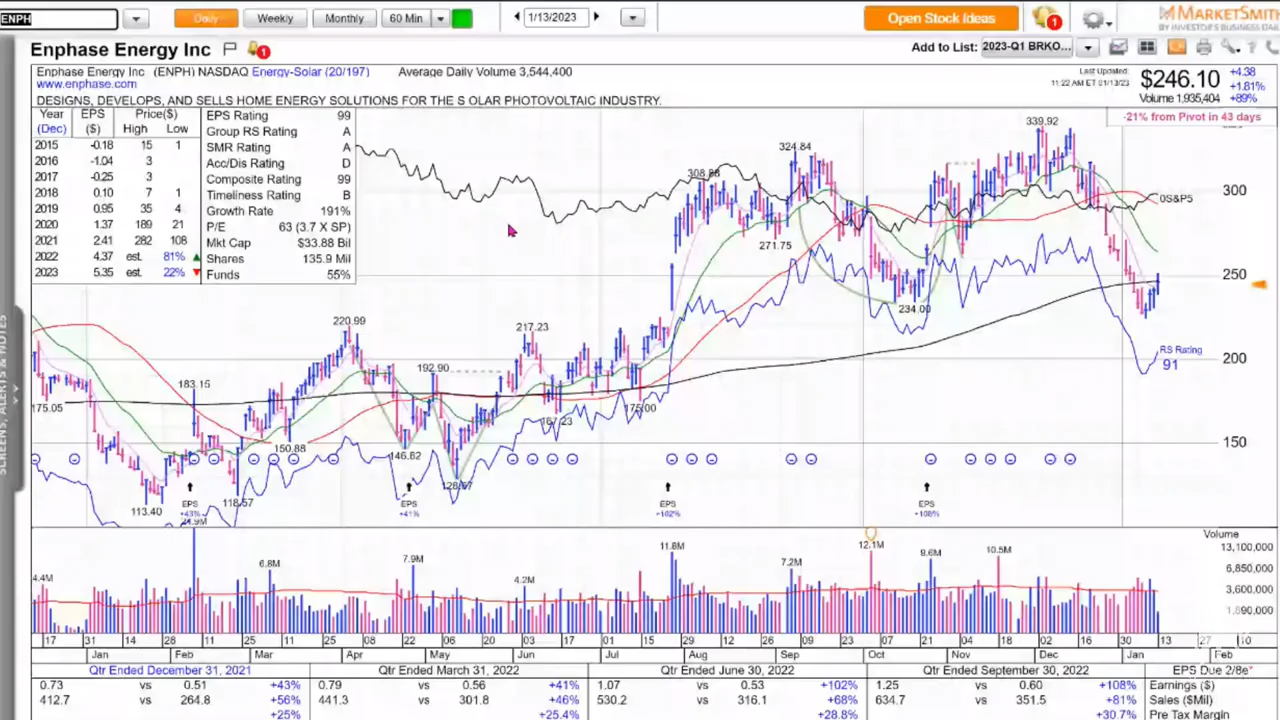 ENPH
Daily
Weekly
Monthly
60 Min
1/13/2023
Open Stock Ideas
1
MARKETSMITH
BY INVESTOR'S BUSINESS DAIL
Enphase Energy Inc
1
Add to List: 2023-Q1 BRKO...
Enphase Energy Inc (ENPH) NASDAQ Energy-Solar (20/197) Average Daily Volume 3,544,400
www.enphase.com
DESIGNS, DEVELOPS, AND SELLS HOME ENERGY SOLUTIONS FOR THE S OLAR PHOTOVOLTAIC INDUSTRY.
Last Updated:
11:22 AM ET 01/13/23
$246.10
+4.38
+1.81%
Volume 1,935,404
+89%
-21% from Pivot in 43 days
Year EPS Price($)
(Dec) ($) High Low
2015 -0.18 15 1
2016 -1.04 3
2017 -0.25 3
2018 0.10 7 1
2019 0.95 35 4
2020 1.37 189 21
2021 2.41 282 108
2022 4.37 est. 81%
2023 5.35 est. 22%
EPS Rating 99
Group RS Rating A
SMR Rating A
Acc/Dis Rating D
Composite Rating 99
Timeliness Rating B
Growth Rate 191%
P/E 63 (3.7 X SP)
Mkt Cap $33.88 Bil
Shares 135.9 Mil
Funds 55%
339.92
324.84
308.88
300
0S&P5
271.75
250
234.00
220.99
217.23
200
RS Rating
91
192.90
183.15
175.05
175.00
167.23
150.88
150
146.82
128.67
118.57
113.40
EPS
+43%
EPS
+41%
EPS
+102%
EPS
+108%
21.9M
Volume
13,100,000
6,850,000
3,600,000
1,890,000
4.4M
6.8M
7.9M
4.2M
11.8M
7.2M
12.1M
8.6M
10.5M
17 31 14 28 11 25 11 25 08 22 06 20 03 17 01 15 29 12 26 09 23 07 21 04 18 02 16 30 13 27 10
Jan Feb Mar Apr May Jun Jul Aug Sep Oct Nov Dec Jan Feb
Qtr Ended December 31, 2021
Qtr Ended March 31, 2022
Qtr Ended June 30, 2022
Qtr Ended September 30, 2022
EPS Due 2/8e*
0.73 vs 0.51 +43% 0.79 vs 0.56 +41% 1.07 vs 0.53 +102% 1.25 vs 0.60 +108% Earnings ($)
412.7 vs 264.8 +56% 441.3 vs 301.8 +46% 530.2 vs 316.1 +68% 634.7 vs 351.5 +81% Sales ($Mil)
+25% +25.4% +28.8% +30.7% Pre Tax Margin
SCREENS, ALERTS & NOTES